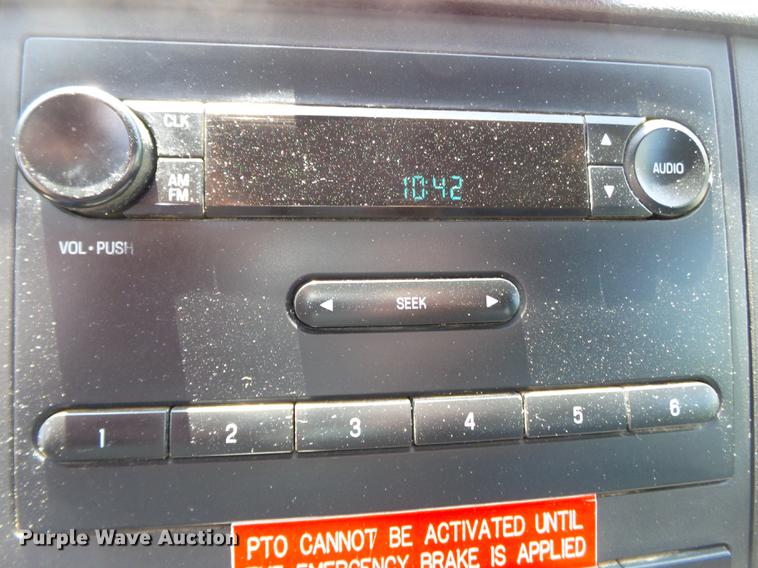 CLK
AM
FM
10:42
▲
▼
AUDIO
VOL•PUSH
◄ SEEK ►
1 2 3 4 5 6
PTO CANNOT BE ACTIVATED UNTIL
THE EMERGENCY BRAKE IS APPLIED
Purple Wave Auction